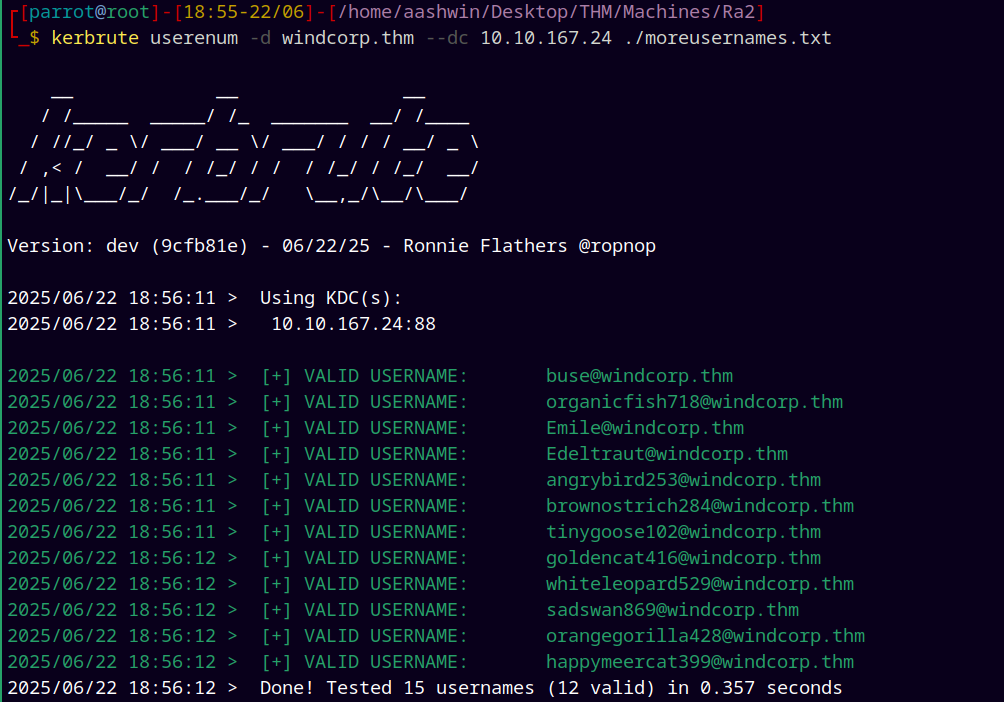 ┌[parrot@root]-[18:55-22/06]-[/home/aashwin/Desktop/THM/Machines/Ra2]
└_$ kerbrute userenum -d windcorp.thm --dc 10.10.167.24 ./moreusernames.txt
    __             __               __
   / /_____  _____/ /_  _______  __/ /____
  / //_/ _ \/ ___/ __ \/ ___/ / / / __/ _ \
 / ,< /  __/ /  / /_/ / /  / /_/ / /_/  __/
/_/|_|\___/_/  /_.___/_/   \__,_/\__/\___/
Version: dev (9cfb81e) - 06/22/25 - Ronnie Flathers @ropnop
2025/06/22 18:56:11 >  Using KDC(s):
2025/06/22 18:56:11 >   10.10.167.24:88
2025/06/22 18:56:11 >  [+] VALID USERNAME:       buse@windcorp.thm
2025/06/22 18:56:11 >  [+] VALID USERNAME:       organicfish718@windcorp.thm
2025/06/22 18:56:11 >  [+] VALID USERNAME:       Emile@windcorp.thm
2025/06/22 18:56:11 >  [+] VALID USERNAME:       Edeltraut@windcorp.thm
2025/06/22 18:56:11 >  [+] VALID USERNAME:       angrybird253@windcorp.thm
2025/06/22 18:56:11 >  [+] VALID USERNAME:       brownostrich284@windcorp.thm
2025/06/22 18:56:11 >  [+] VALID USERNAME:       tinygoose102@windcorp.thm
2025/06/22 18:56:12 >  [+] VALID USERNAME:       goldencat416@windcorp.thm
2025/06/22 18:56:12 >  [+] VALID USERNAME:       whiteleopard529@windcorp.thm
2025/06/22 18:56:12 >  [+] VALID USERNAME:       sadswan869@windcorp.thm
2025/06/22 18:56:12 >  [+] VALID USERNAME:       orangegorilla428@windcorp.thm
2025/06/22 18:56:12 >  [+] VALID USERNAME:       happymeercat399@windcorp.thm
2025/06/22 18:56:12 >  Done! Tested 15 usernames (12 valid) in 0.357 seconds